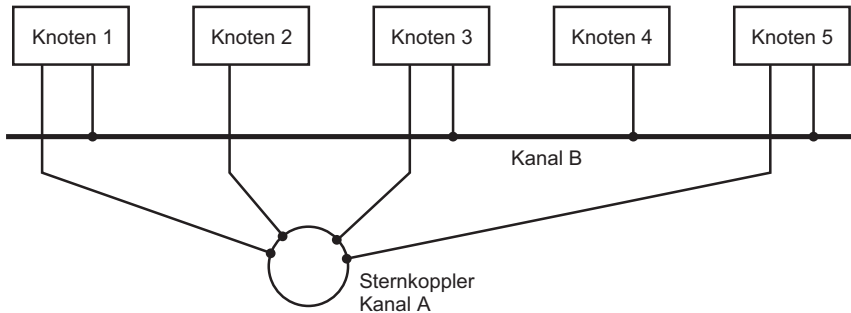 Knoten 1
Knoten 2
Knoten 3
Knoten 4
Knoten 5
Kanal B
Sternkoppler
Kanal A